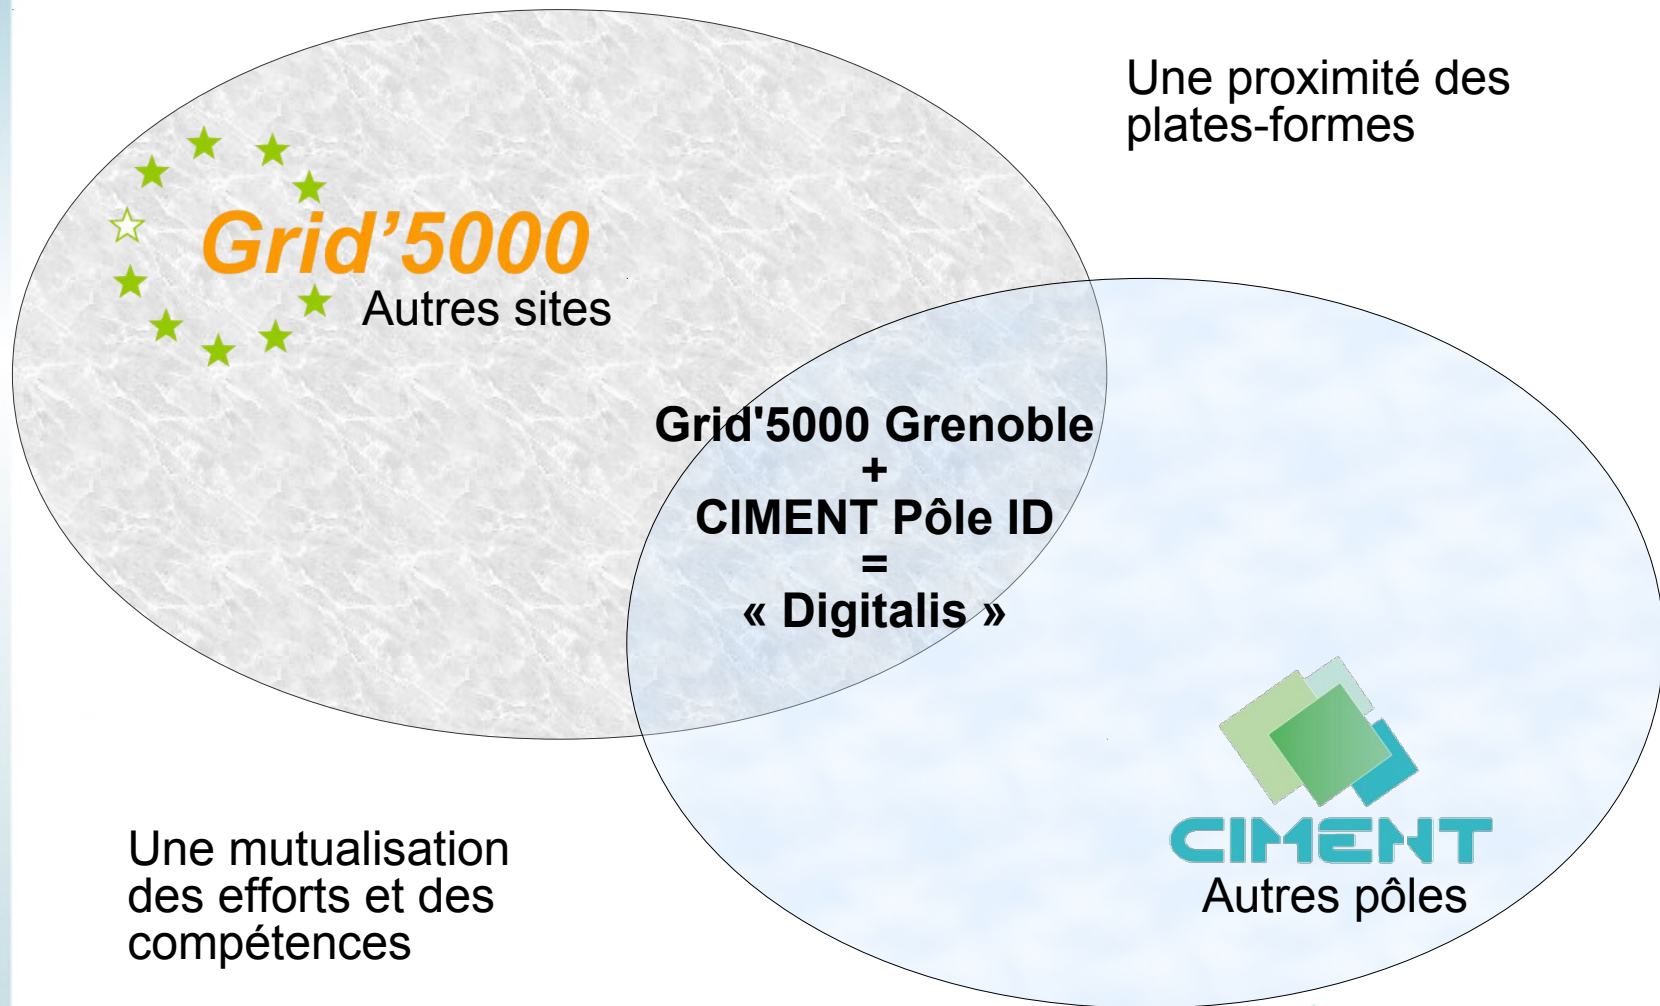 Une proximité des
plates-formes
Grid’5000
Autres sites
Grid'5000 Grenoble
+
CIMENT Pôle ID
=
« Digitalis »
CIMENT
Autres pôles
Une mutualisation
des efforts et des
compétences